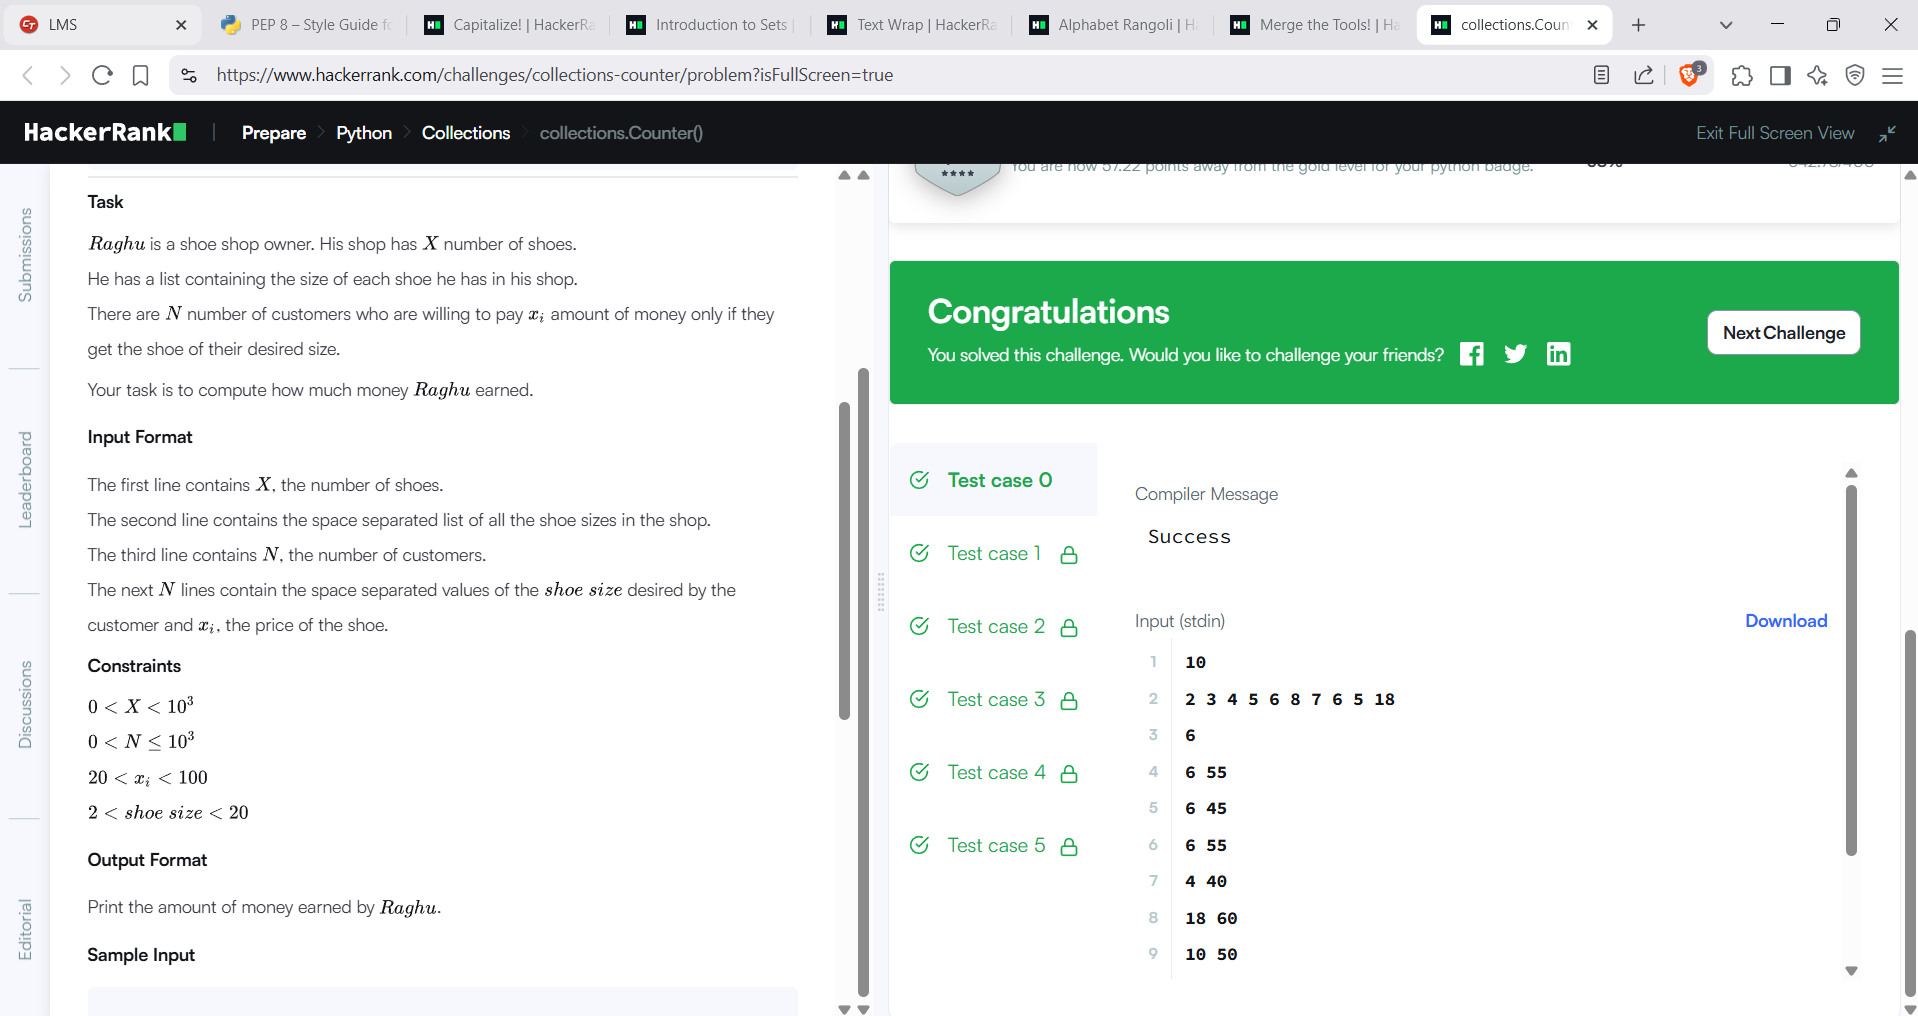 LMS
PEP 8 – Style Guide fo
Capitalize! | HackerRa
Introduction to Sets |
Text Wrap | HackerRa
Alphabet Rangoli | Ha
Merge the Tools! | Ha
collections.Coun
https://www.hackerrank.com/challenges/collections-counter/problem?isFullScreen=true
3
HackerRank
Prepare
Python
Collections
collections.Counter()
Exit Full Screen View
Submissions
Leaderboard
Discussions
Editorial
Task
Raghu is a shoe shop owner. His shop has X number of shoes.
He has a list containing the size of each shoe he has in his shop.
There are N number of customers who are willing to pay xᵢ amount of money only if they
get the shoe of their desired size.
Your task is to compute how much money Raghu earned.
Input Format
The first line contains X, the number of shoes.
The second line contains the space separated list of all the shoe sizes in the shop.
The third line contains N, the number of customers.
The next N lines contain the space separated values of the shoe size desired by the
customer and xᵢ, the price of the shoe.
Constraints
0 < X < 10³
0 < N ≤ 10³
20 < xᵢ < 100
2 < shoe size < 20
Output Format
Print the amount of money earned by Raghu.
Sample Input
You are now 57.22 points away from the gold level for your python badge.
Congratulations
You solved this challenge. Would you like to challenge your friends?
Next Challenge
Test case 0
Test case 1
Test case 2
Test case 3
Test case 4
Test case 5
Compiler Message
Success
Input (stdin)
Download
1 10
2 2 3 4 5 6 8 7 6 5 18
3 6
4 6 55
5 6 45
6 6 55
7 4 40
8 18 60
9 10 50